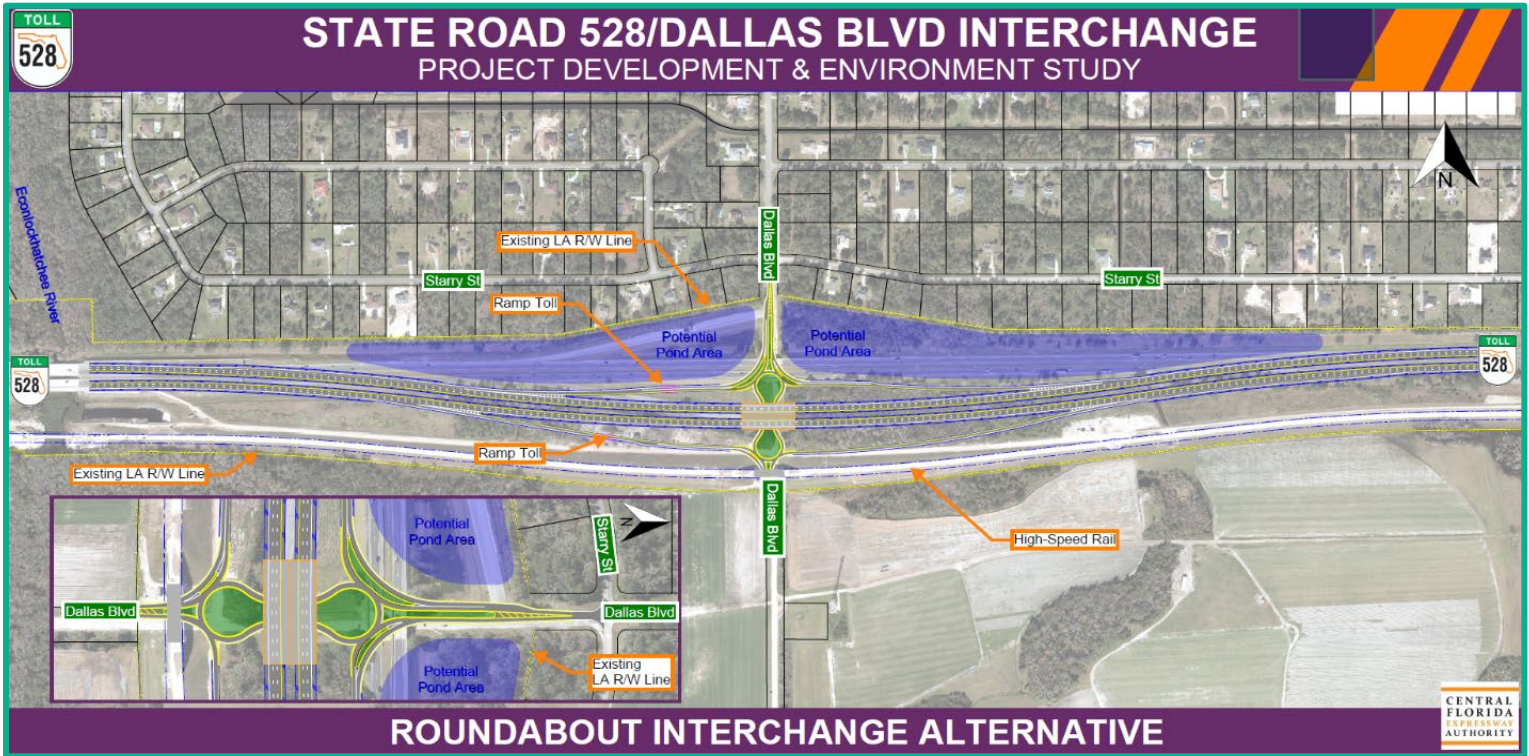 TOLL
528
STATE ROAD 528/DALLAS BLVD INTERCHANGE
PROJECT DEVELOPMENT & ENVIRONMENT STUDY
N
Econlockhatchee River
Dallas Blvd
Existing LA R/W Line
Starry St
Starry St
Ramp Toll
Potential
Pond Area
Potential
Pond Area
TOLL
528
TOLL
528
Ramp Toll
Existing LA R/W Line
Dallas Blvd
High-Speed Rail
Potential
Pond Area
Starry St
N
Dallas Blvd
Dallas Blvd
Potential
Pond Area
Existing
LA R/W Line
ROUNDABOUT INTERCHANGE ALTERNATIVE
CENTRAL
FLORIDA
EXPRESSWAY
AUTHORITY